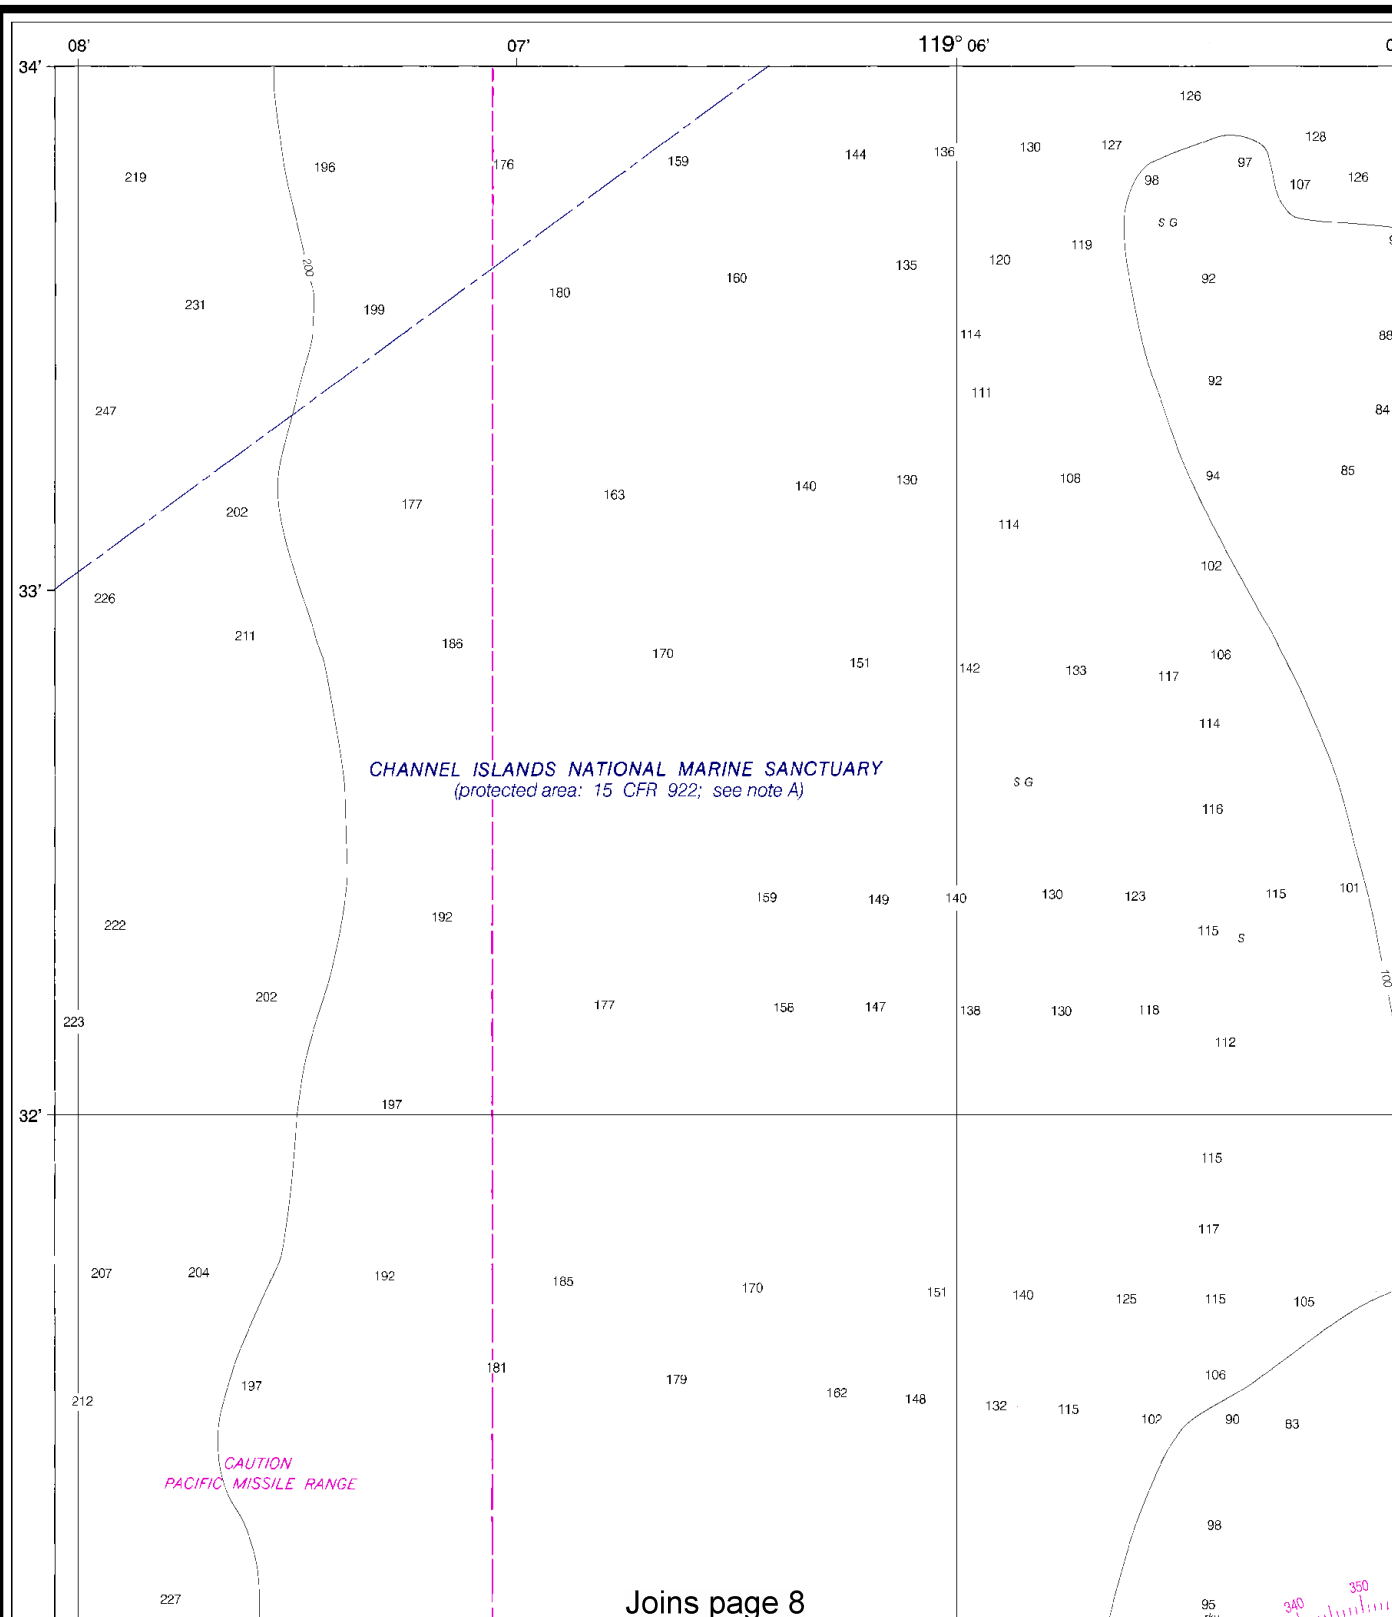 08' 07' 119° 06'
34'
126
128
144 136 130 127
196 176 159 97
219 98 107 126
S G
119
120
135
160 92
180
231 199
114 88
92
111
247 84
85
108 94
130
140
163
177
202 114
102
33'
226
211
186 170 106
151 142 133 117
114
CHANNEL ISLANDS NATIONAL MARINE SANCTUARY
(protected area: 15 CFR 922; see note A)
S G
116
101
159 149 140 130 123 115
192
222 115 S
202 100
177 158 147 138 130 118
223
112
197
32'
115
117
207 204 192 185 170 151 140 125 115 105
181
179 106
197
212 162 148 132 115 102 90 83
CAUTION
PACIFIC MISSILE RANGE
98
227 Joins page 8 95 340 350
200